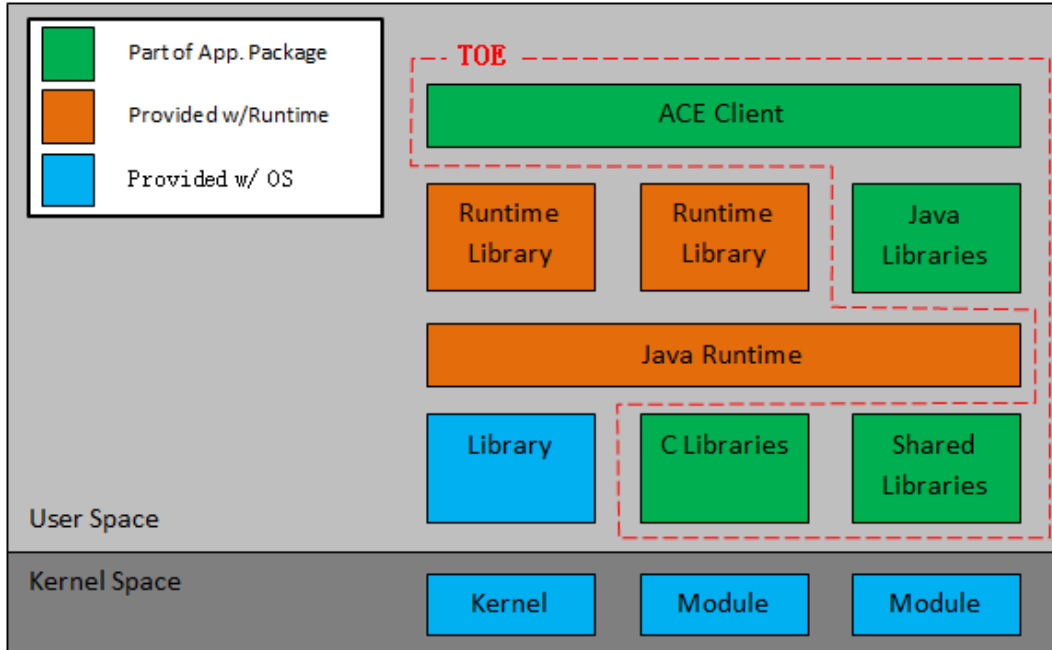 Part of App. Package
Provided w/Runtime
Provided w/ OS
TOE
ACE Client
Runtime
Library
Runtime
Library
Java
Libraries
Java Runtime
Library
C Libraries
Shared
Libraries
User Space
Kernel Space
Kernel
Module
Module